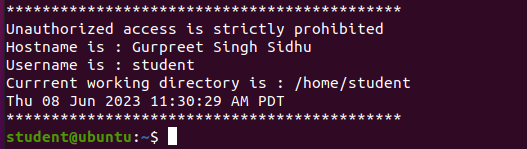 ********************************************
Unauthorized access is strictly prohibited
Hostname is : Gurpreet Singh Sidhu
Username is : student
Currrent working directory is : /home/student
Thu 08 Jun 2023 11:30:29 AM PDT
********************************************
student@ubuntu:~$